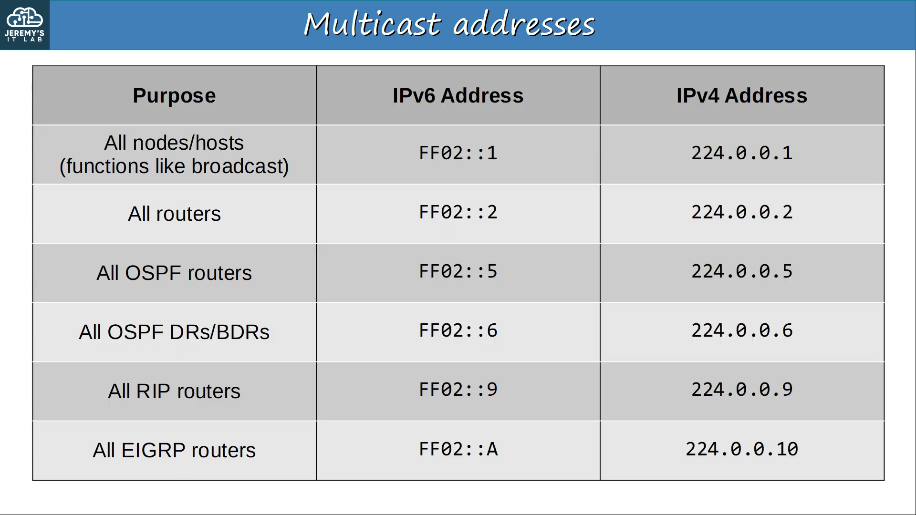 JEREMY'S
IT LAB
Multicast addresses
Purpose
IPv6 Address
IPv4 Address
All nodes/hosts
(functions like broadcast)
FF02::1
224.0.0.1
All routers
FF02::2
224.0.0.2
All OSPF routers
FF02::5
224.0.0.5
All OSPF DRs/BDRs
FF02::6
224.0.0.6
All RIP routers
FF02::9
224.0.0.9
All EIGRP routers
FF02::A
224.0.0.10